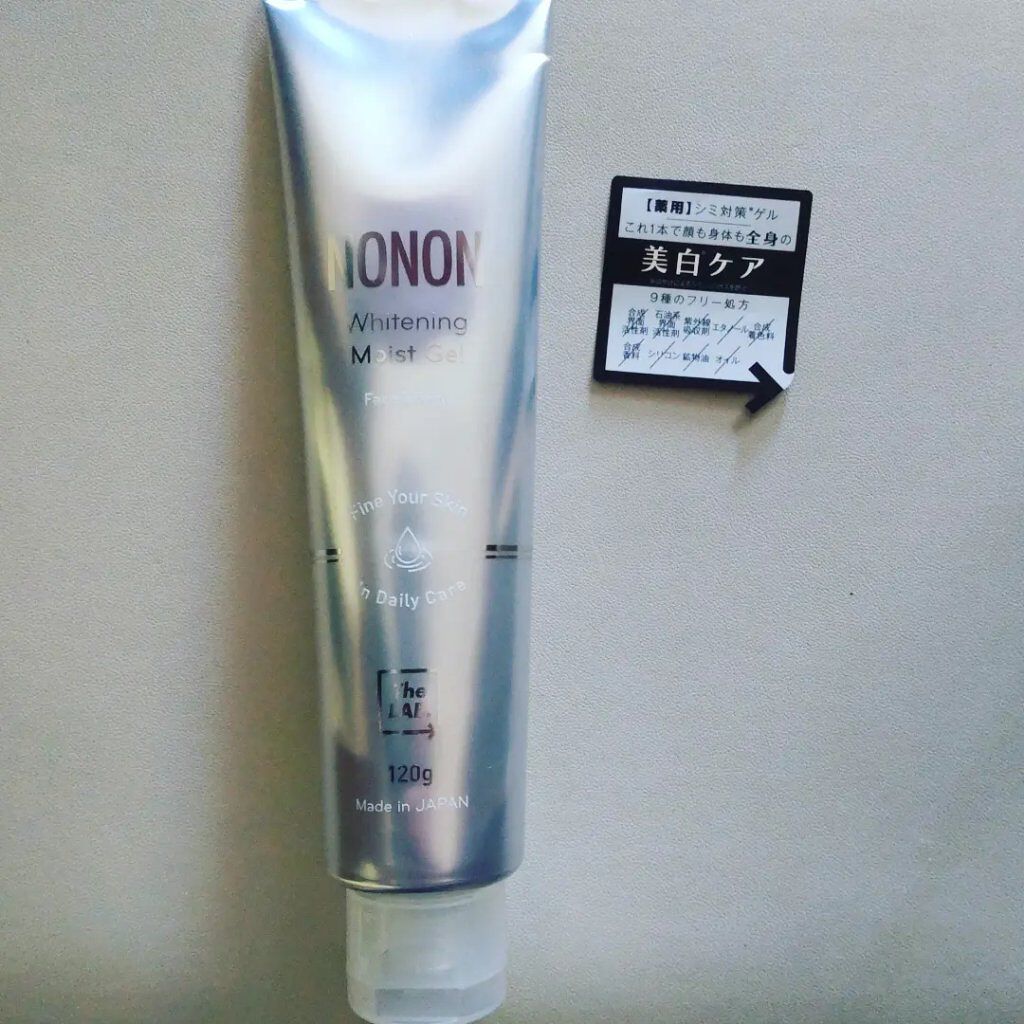 NONON
Whitening
Moist Gel
Fine Your Skin
in Daily Care
The
LAB.
120g
Made in JAPAN
【薬用】シミ対策*ゲル
これ1本で顔も身体も全身の
美白ケア
9種のフリー処方
合成界面活性剤 石油系界面活性剤 紫外線吸収剤 エタノール 合成着色料
合成香料 シリコン 鉱物油 オイル